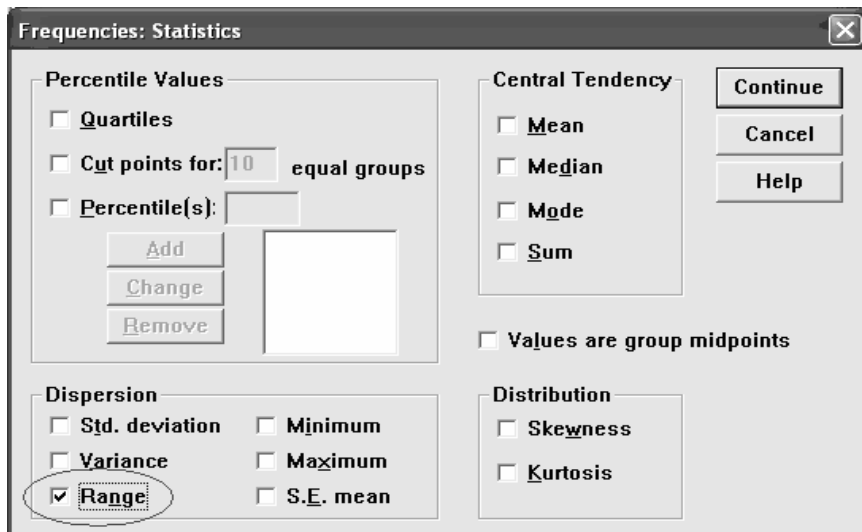 Frequencies: Statistics
Percentile Values
Quartiles
Cut points for: 10 equal groups
Percentile(s):
Add
Change
Remove
Central Tendency
Mean
Median
Mode
Sum
Continue
Cancel
Help
Values are group midpoints
Dispersion
Std. deviation Minimum
Variance Maximum
Range S.E. mean
Distribution
Skewness
Kurtosis